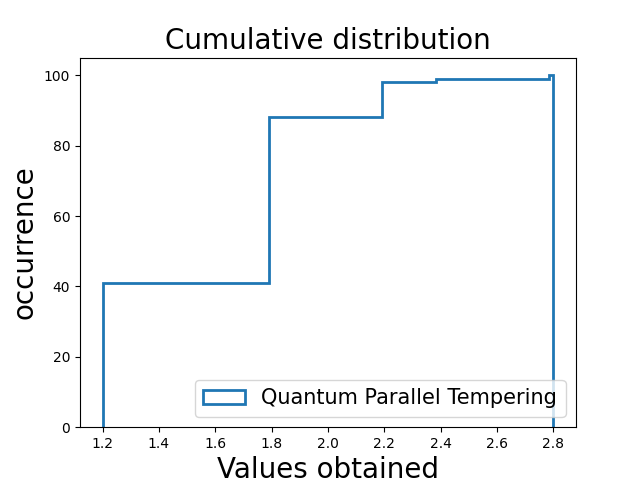 Cumulative distribution
occurrence
100
80
60
40
20
0
Quantum Parallel Tempering
1.2 1.4 1.6 1.8 2.0 2.2 2.4 2.6 2.8
Values obtained